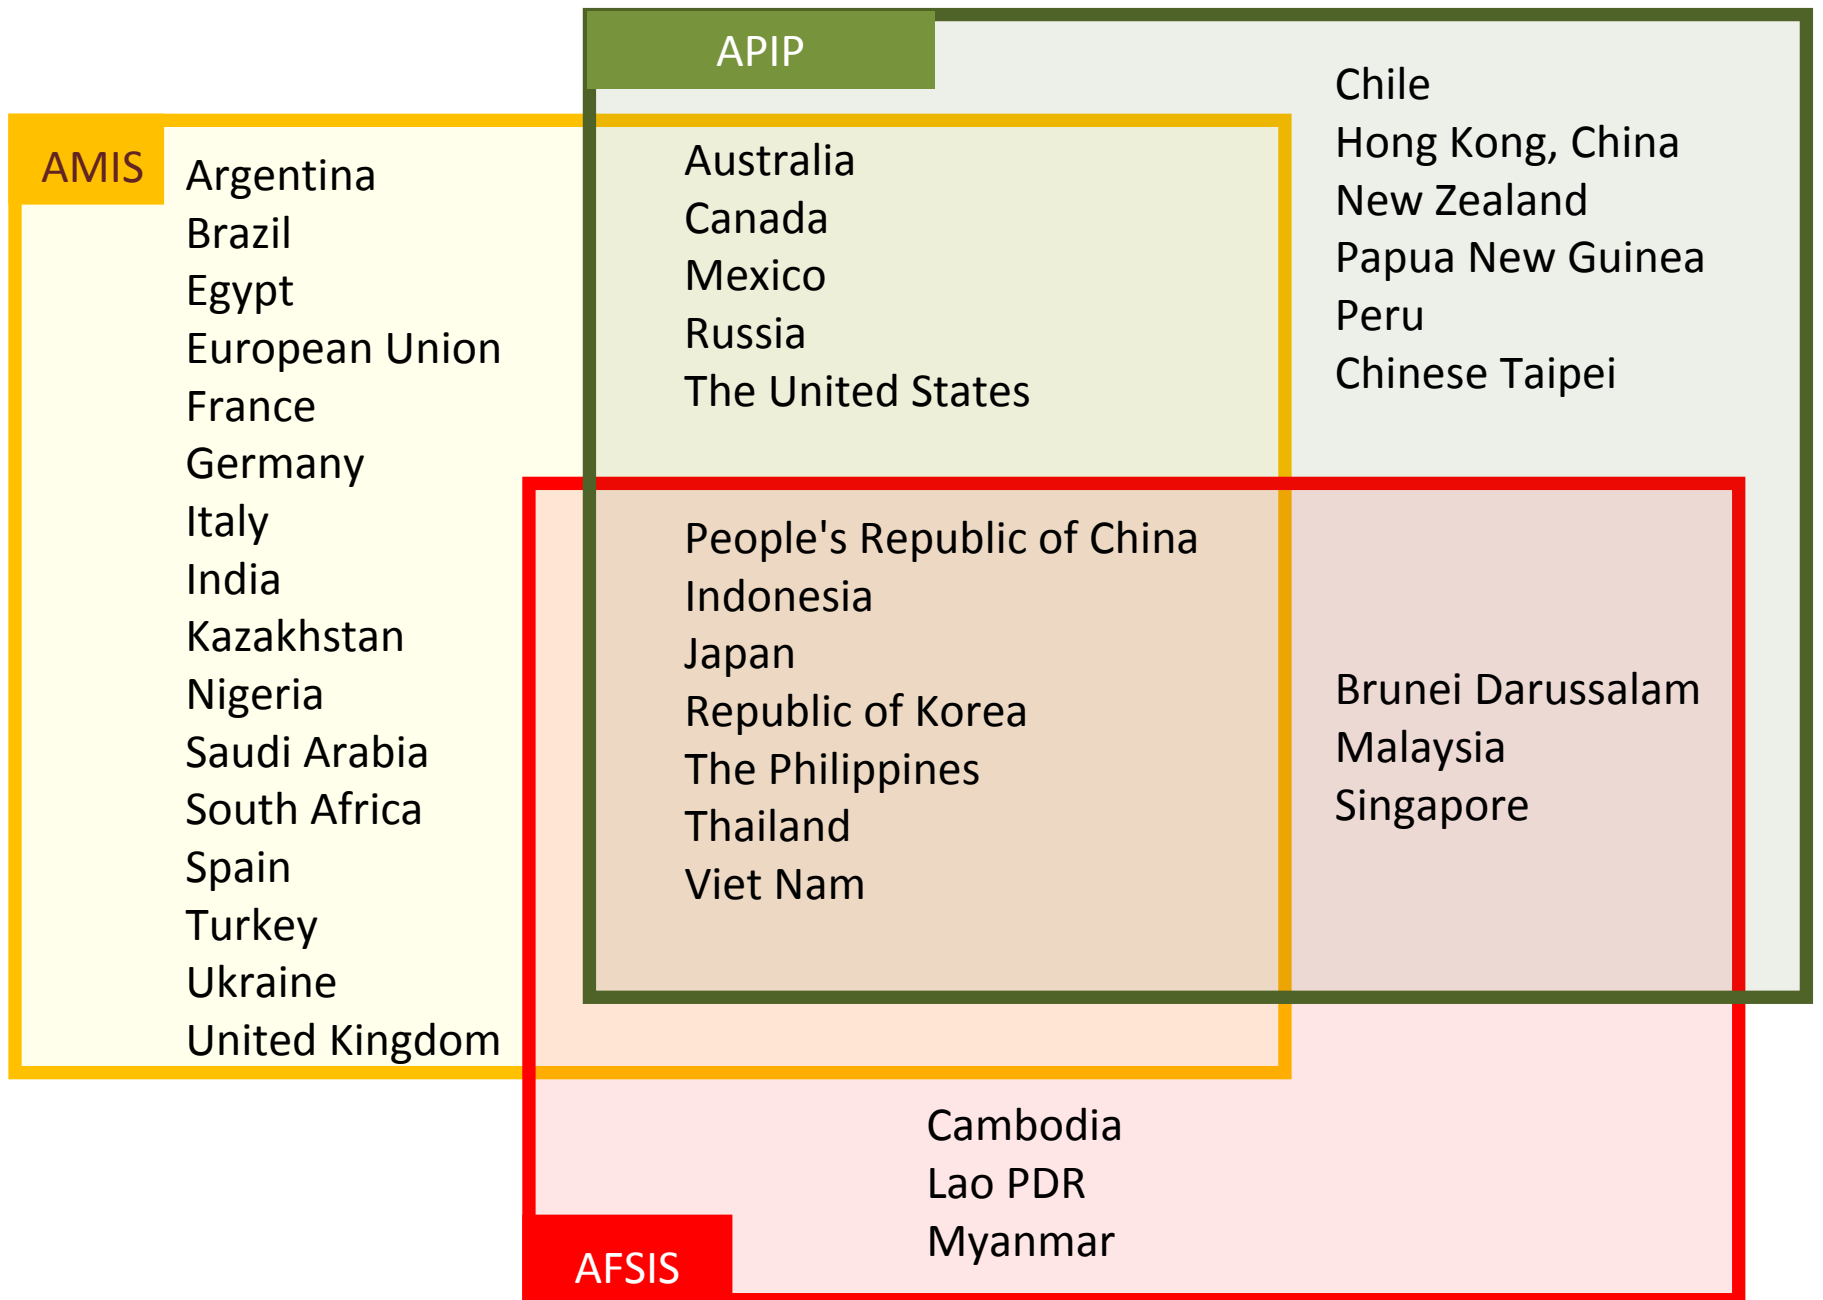 APIP
AMIS
Argentina
Brazil
Egypt
European Union
France
Germany
Italy
India
Kazakhstan
Nigeria
Saudi Arabia
South Africa
Spain
Turkey
Ukraine
United Kingdom
Australia
Canada
Mexico
Russia
The United States
Chile
Hong Kong, China
New Zealand
Papua New Guinea
Peru
Chinese Taipei
People's Republic of China
Indonesia
Japan
Republic of Korea
The Philippines
Thailand
Viet Nam
Brunei Darussalam
Malaysia
Singapore
Cambodia
Lao PDR
Myanmar
AFSIS